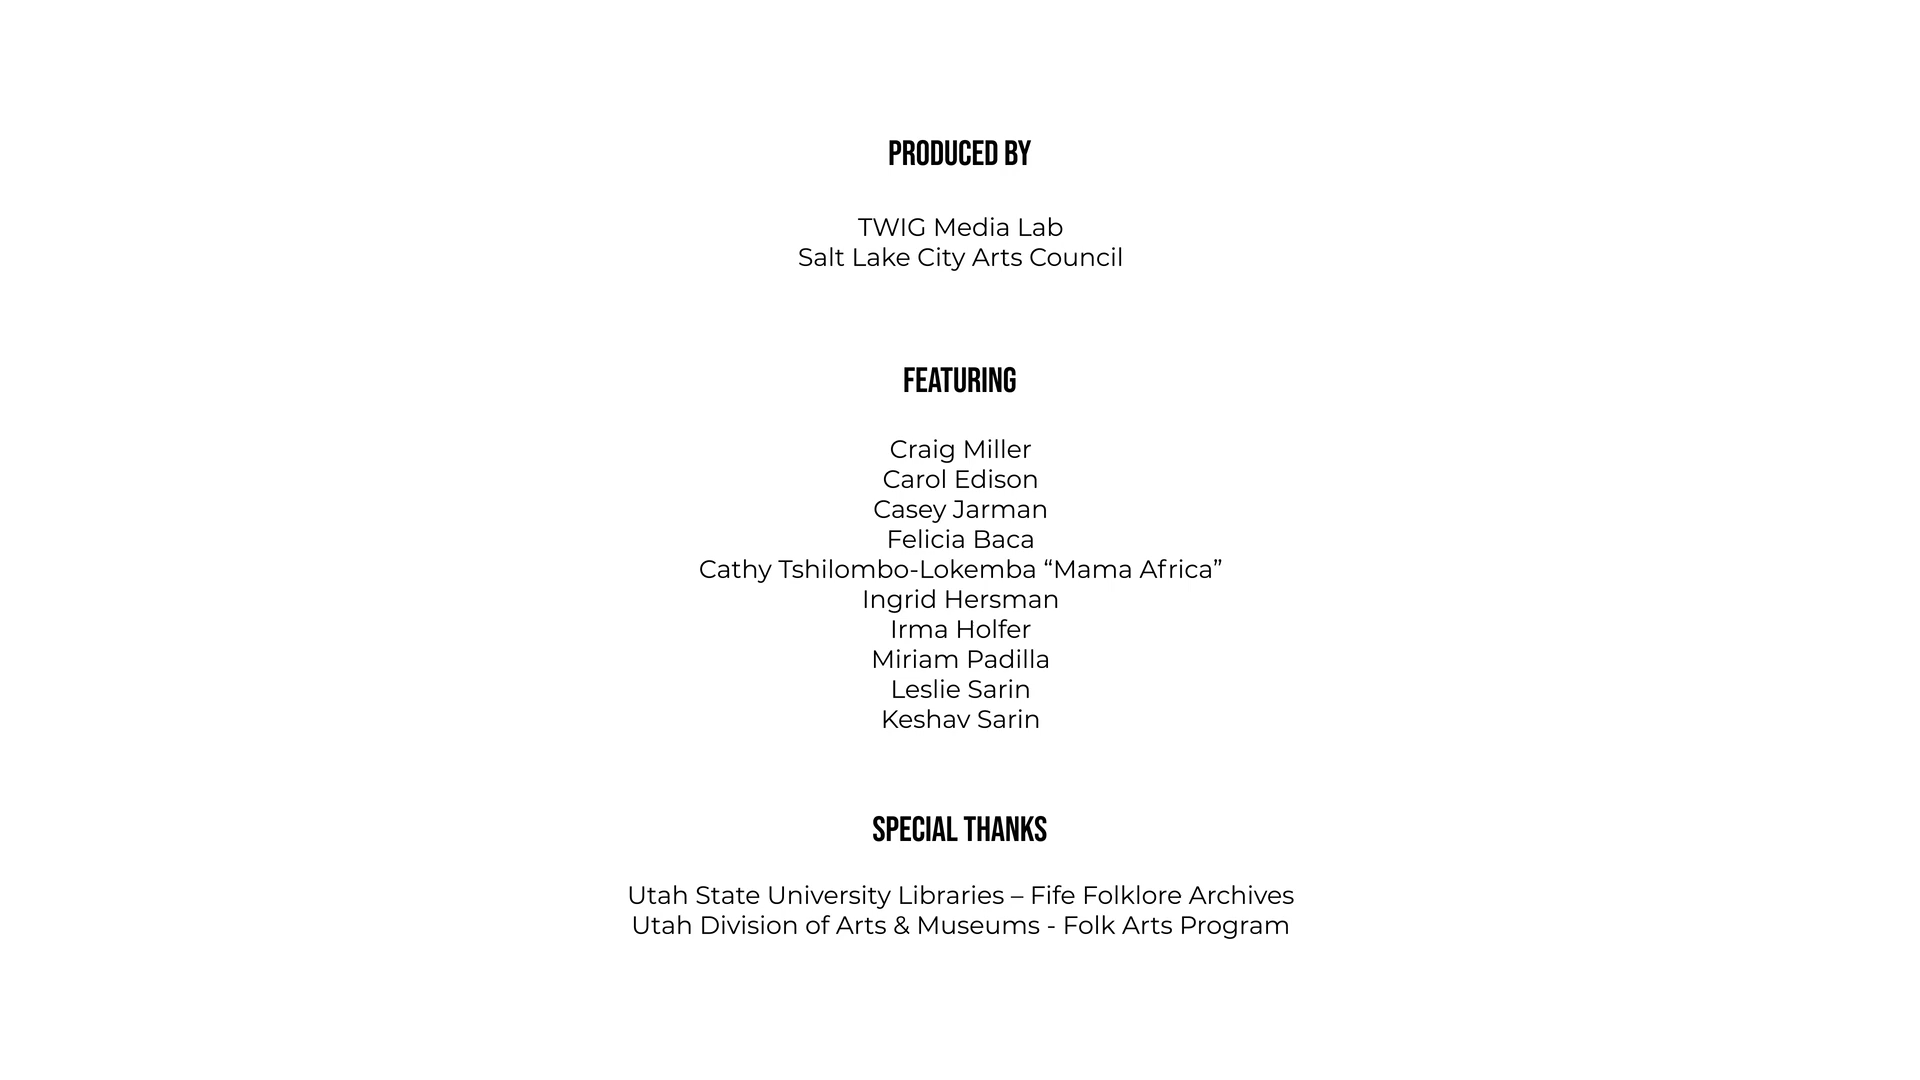 PRODUCED BY
TWIG Media Lab
Salt Lake City Arts Council
FEATURING
Craig Miller
Carol Edison
Casey Jarman
Felicia Baca
Cathy Tshilombo-Lokemba “Mama Africa”
Ingrid Hersman
Irma Holfer
Miriam Padilla
Leslie Sarin
Keshav Sarin
SPECIAL THANKS
Utah State University Libraries – Fife Folklore Archives
Utah Division of Arts & Museums - Folk Arts Program